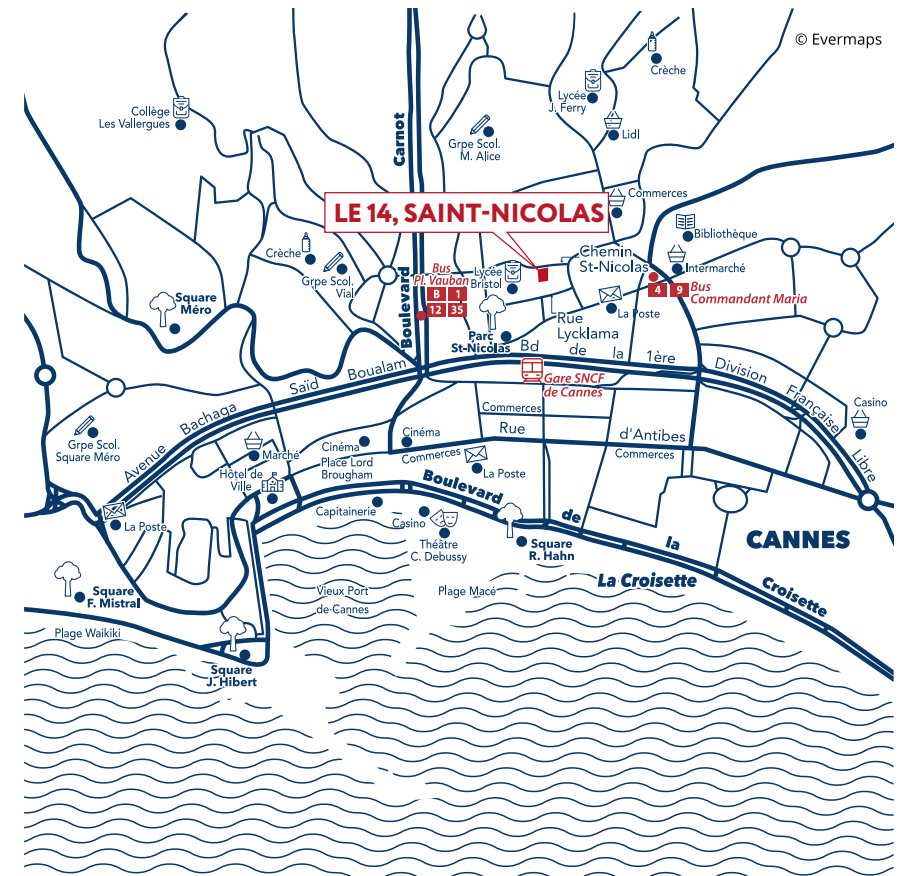 © Evermaps
Crèche
Lycée
J. Ferry
Collège
Les Vallergues
Carnot
Lidl
Grpe Scol.
M. Alice
Commerces
LE 14, SAINT-NICOLAS
Bibliothèque
Crèche
Chemin
St-Nicolas
Intermarché
Grpe Scol.
Vial
Bus
Pl. Vauban
B 1
12 35
Lycée
Bristol
4 9
Bus
Commandant Maria
Square
Méro
Boulevard
La Poste
Rue
Lycklama
Parc
St-Nicolas
Bd de la 1ère Division Française Libre
Avenue Bachaga Saïd Boualam
Gare SNCF
de Cannes
Casino
Commerces
Rue d'Antibes
Grpe Scol.
Square Méro
Cinéma
Cinéma
Marché
Place Lord
Brougham
Commerces
Commerces
Hôtel de
Ville
La Poste
Boulevard de la Croisette
Capitainerie
Casino
La Poste
Théâtre
C. Debussy
Square
R. Hahn
CANNES
La Croisette
Square
F. Mistral
Vieux Port
de Cannes
Plage Macé
Plage Waikiki
Square
J. Hibert